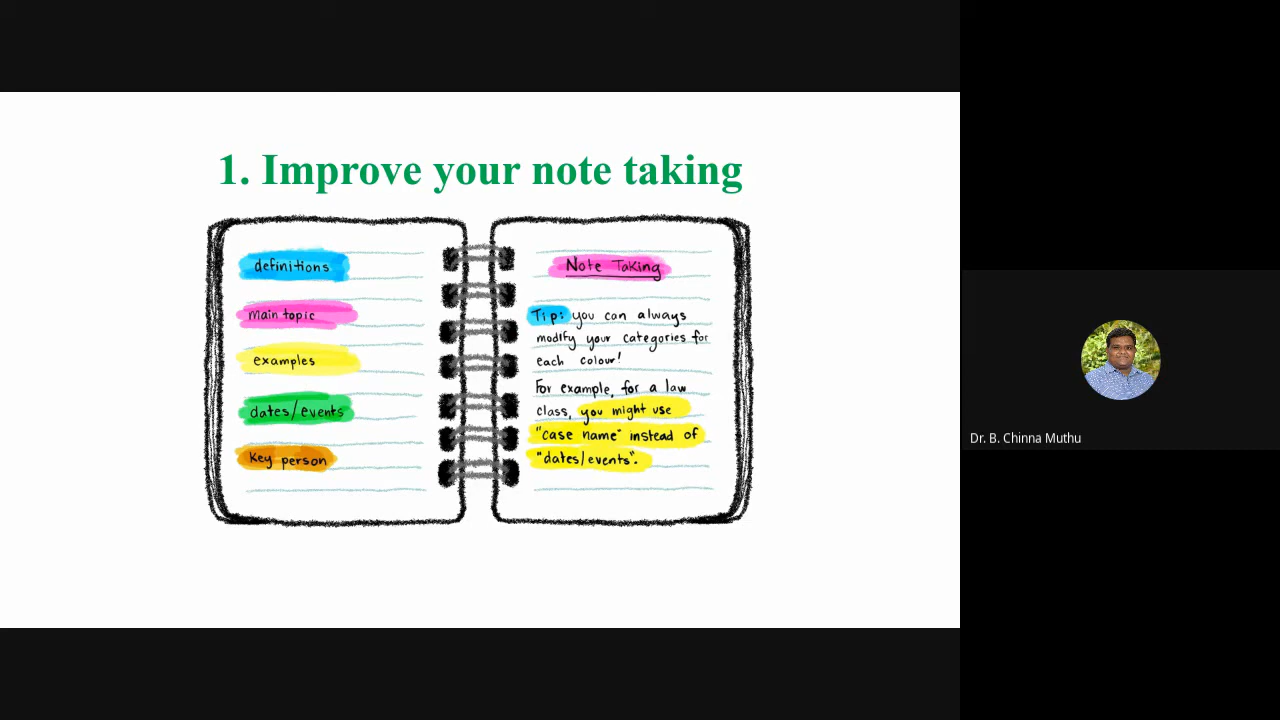 1. Improve your note taking
definitions
main topic
examples
dates/events
Key person
Note Taking
Tip: you can always
modify your categories for
each colour!
For example, for a law
class, you might use
"case name" instead of
"dates/events".
Dr. B. Chinna Muthu